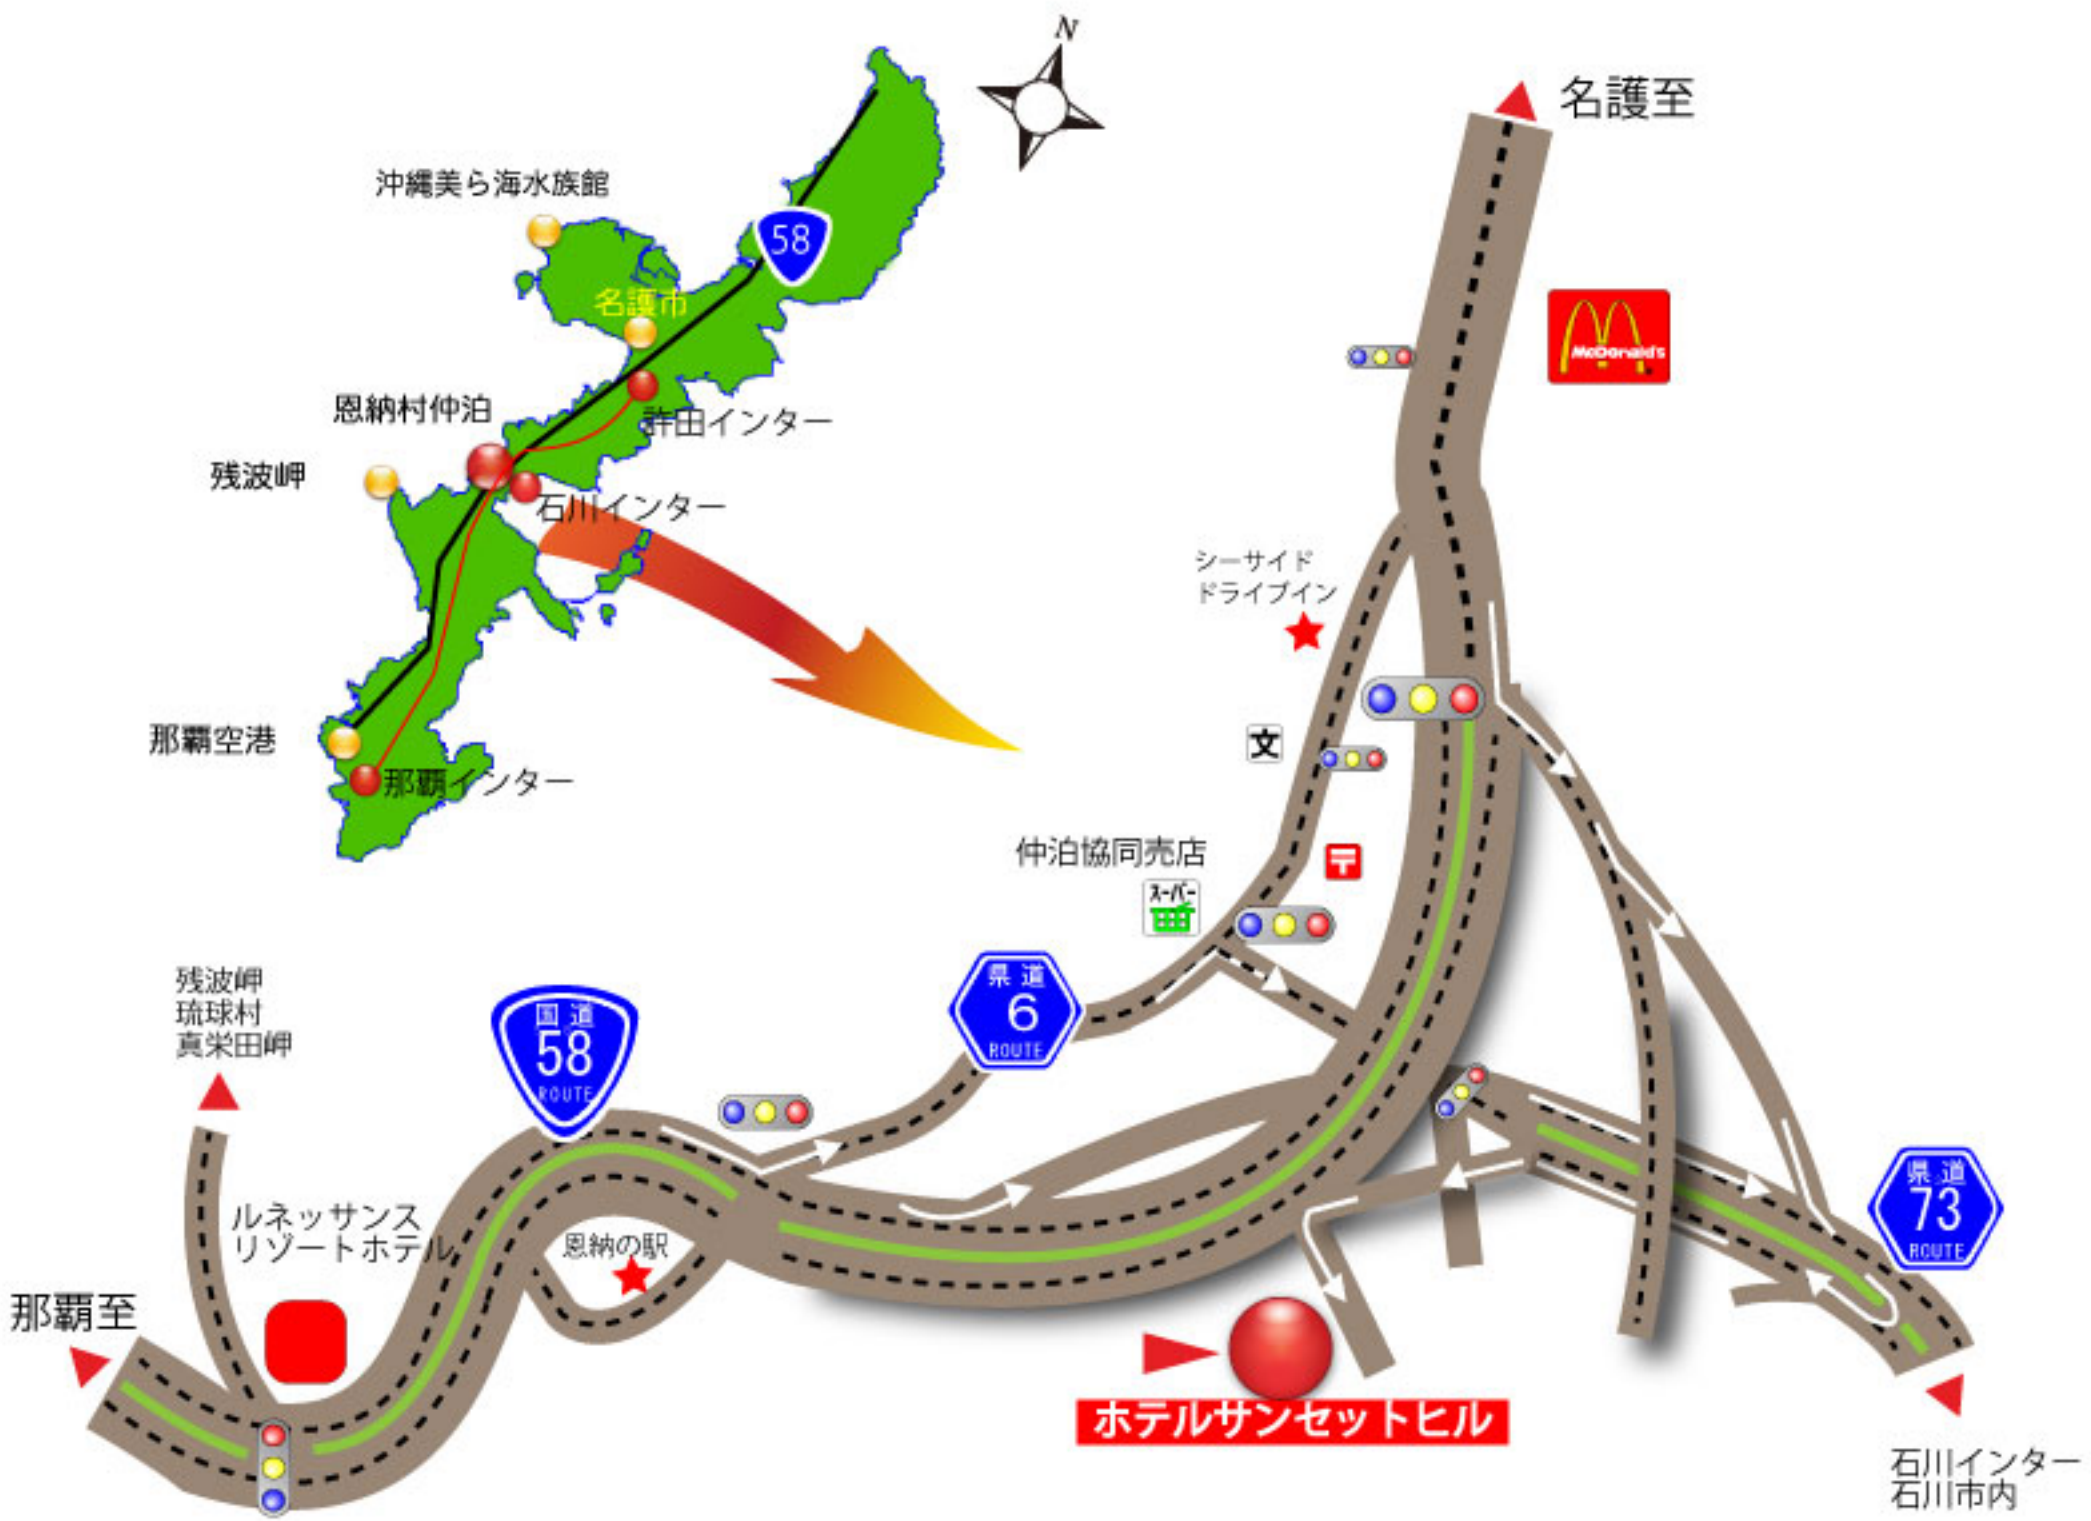 N
名護至
沖縄美ら海水族館
58
名護市
McDonald's
恩納村仲泊
許田インター
残波岬
石川インター
シーサイド
ドライブイン
那覇空港
那覇インター
文
仲泊協同売店
〒
スーパー
残波岬
琉球村
真栄田岬
国道
58
ROUTE
県道
6
ROUTE
県道
73
ROUTE
ルネッサンス
リゾートホテル
恩納の駅
那覇至
ホテルサンセットヒル
石川インター
石川市内